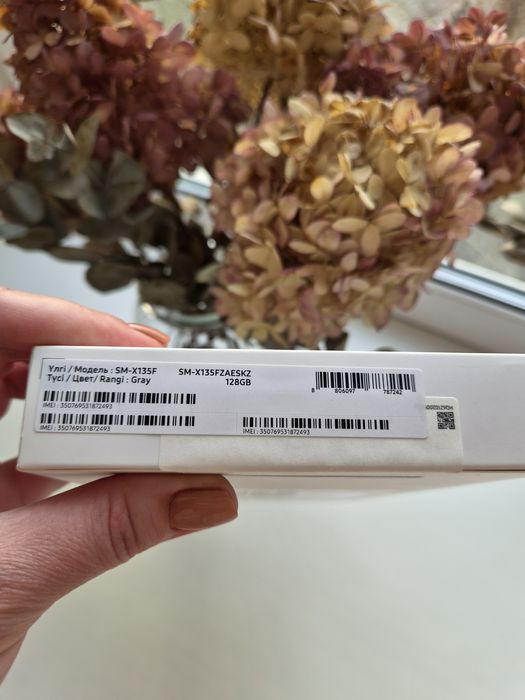 Үлгі / Модель : SM-X135F SM-X135FZAESKZ
Түсі / Цвет/ Rangi : Gray 128GB
8 806097 787242
IMEI : 350769531872493
IMEI : 350769531872493 IMEI : 350769531872493